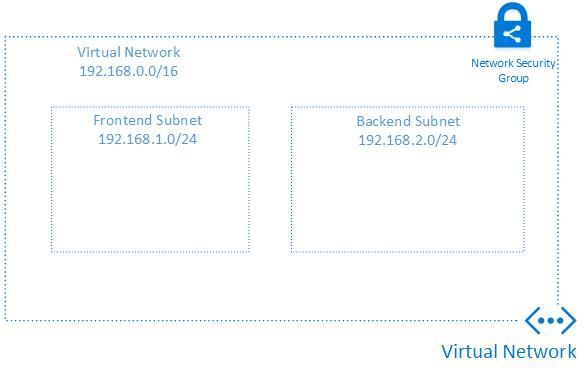 Virtual Network
192.168.0.0/16
Network Security
Group
Frontend Subnet
192.168.1.0/24
Backend Subnet
192.168.2.0/24
Virtual Network